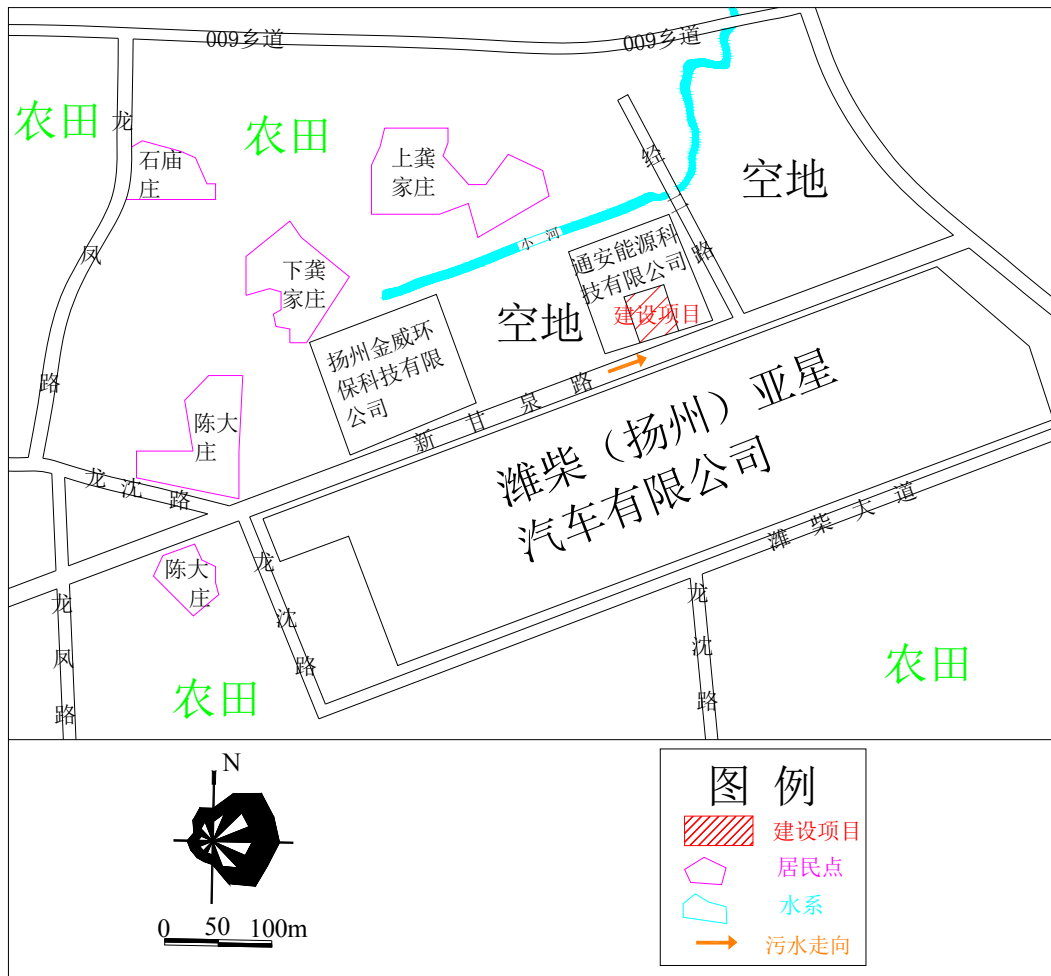 009乡道
009乡道
农田
龙
农田
石庙
庄
上龚
家庄
经
空地
二
凤
小河
通安能源科
技有限公司
路
下龚
家庄
空地
建设项目
扬州金威环
保科技有限
公司
路
新甘泉路
潍柴（扬州）亚星
汽车有限公司
陈大
庄
龙沈路
潍柴大道
陈大
庄
龙沈路
龙凤路
龙沈路
农田
农田
N
0 50 100m
图例
建设项目
居民点
水系
污水走向